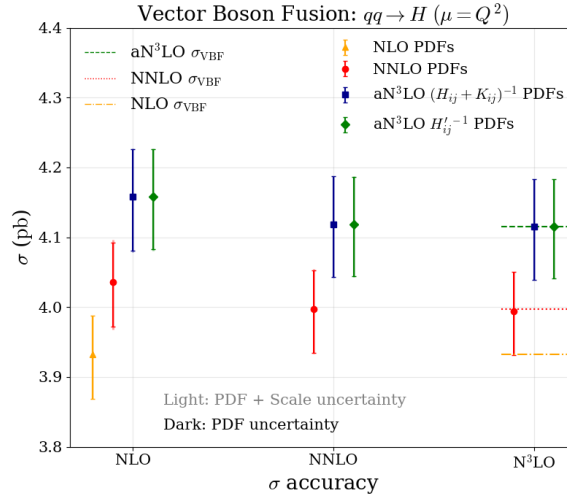 Vector Boson Fusion: qq → H (μ = Q²)
4.4
4.3
4.2
4.1
4.0
3.9
3.8
σ (pb)
aN³LO σ_VBF
NNLO σ_VBF
NLO σ_VBF
NLO PDFs
NNLO PDFs
aN³LO (H_ij + K_ij)⁻¹ PDFs
aN³LO H′_ij⁻¹ PDFs
Light: PDF + Scale uncertainty
Dark: PDF uncertainty
NLO
NNLO
N³LO
σ accuracy